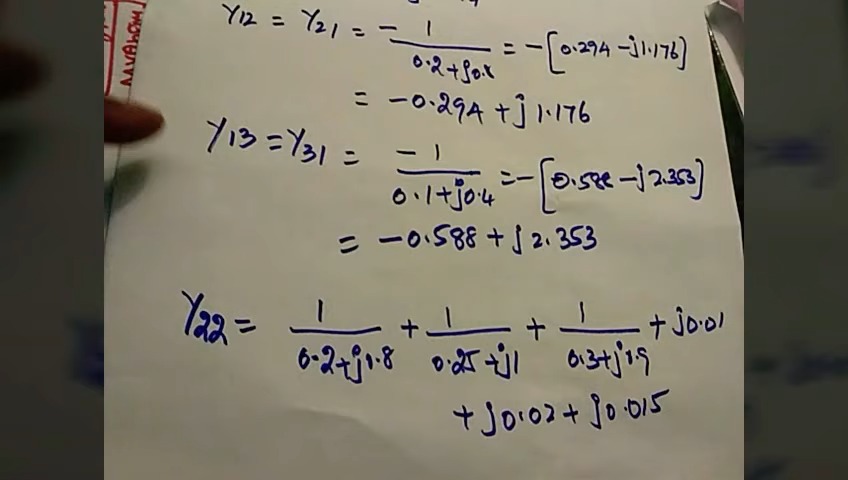 Y12 = Y21 = - 1/(0.2+j0.8) = -[0.294 - j1.176]
= -0.294 + j1.176
Y13 = Y31 = -1/(0.1+j0.4) = -[0.588 - j2.353]
= -0.588 + j2.353
Y22 = 1/(0.2+j0.8) + 1/(0.25+j1) + 1/(0.3+j1.9) + j0.01
+ j0.02 + j0.015